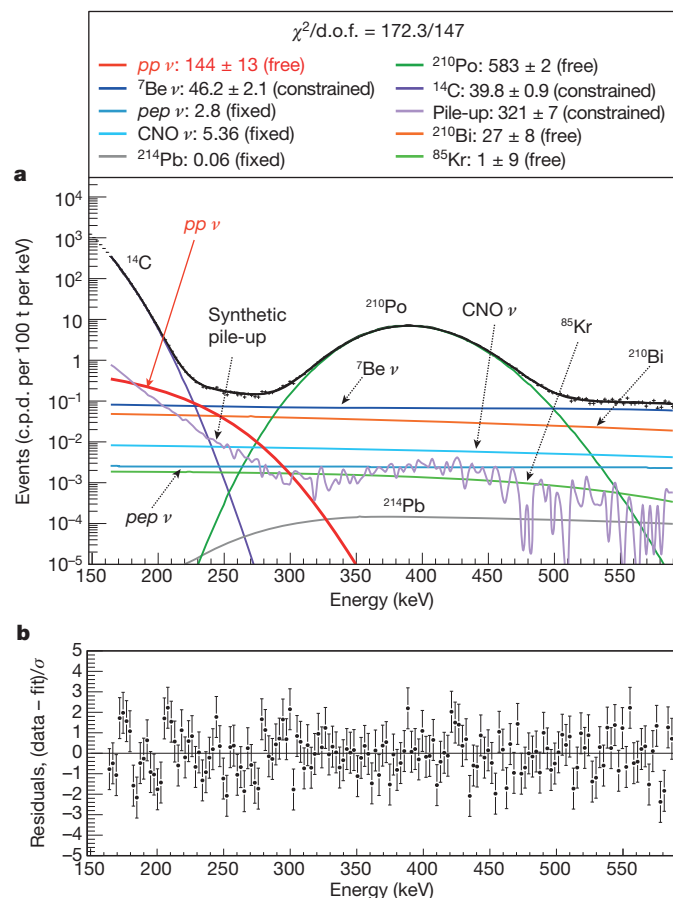 χ²/d.o.f. = 172.3/147
pp ν: 144 ± 13 (free)
⁷Be ν: 46.2 ± 2.1 (constrained)
pep ν: 2.8 (fixed)
CNO ν: 5.36 (fixed)
²¹⁴Pb: 0.06 (fixed)
²¹⁰Po: 583 ± 2 (free)
¹⁴C: 39.8 ± 0.9 (constrained)
Pile-up: 321 ± 7 (constrained)
²¹⁰Bi: 27 ± 8 (free)
⁸⁵Kr: 1 ± 9 (free)
a
Events (c.p.d. per 100 t per keV)
10⁴
10³
10²
10
1
10⁻¹
10⁻²
10⁻³
10⁻⁴
10⁻⁵
pp ν
¹⁴C
Synthetic
pile-up
²¹⁰Po
CNO ν
⁸⁵Kr
²¹⁰Bi
⁷Be ν
pep ν
²¹⁴Pb
150 200 250 300 350 400 450 500 550
Energy (keV)
b
Residuals, (data – fit)/σ
5
4
3
2
1
0
–1
–2
–3
–4
–5
150 200 250 300 350 400 450 500 550
Energy (keV)